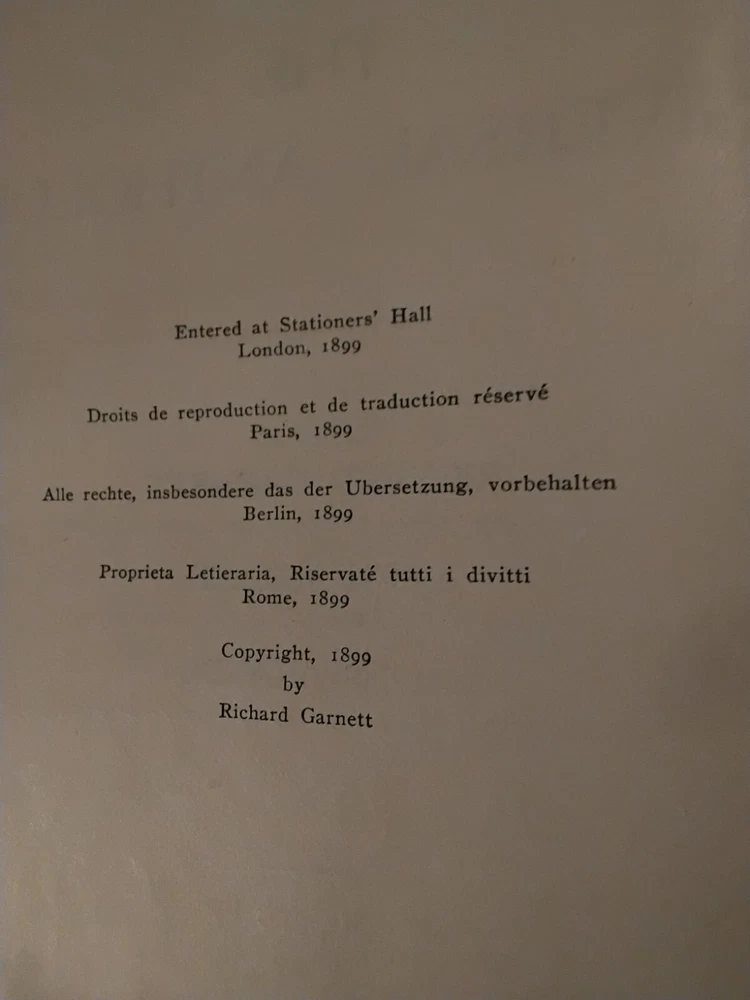 Entered at Stationers' Hall
London, 1899
Droits de reproduction et de traduction réservé
Paris, 1899
Alle rechte, insbesondere das der Ubersetzung, vorbehalten
Berlin, 1899
Proprieta Letieraria, Riservaté tutti i divitti
Rome, 1899
Copyright, 1899
by
Richard Garnett